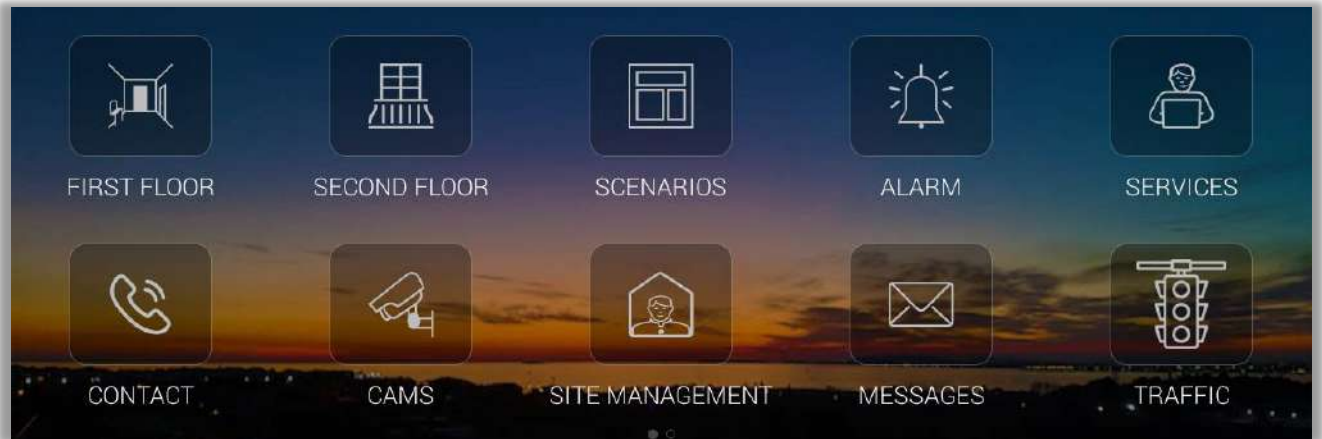 FIRST FLOOR SECOND FLOOR SCENARIOS ALARM SERVICES
CONTACT CAMS SITE MANAGEMENT MESSAGES TRAFFIC